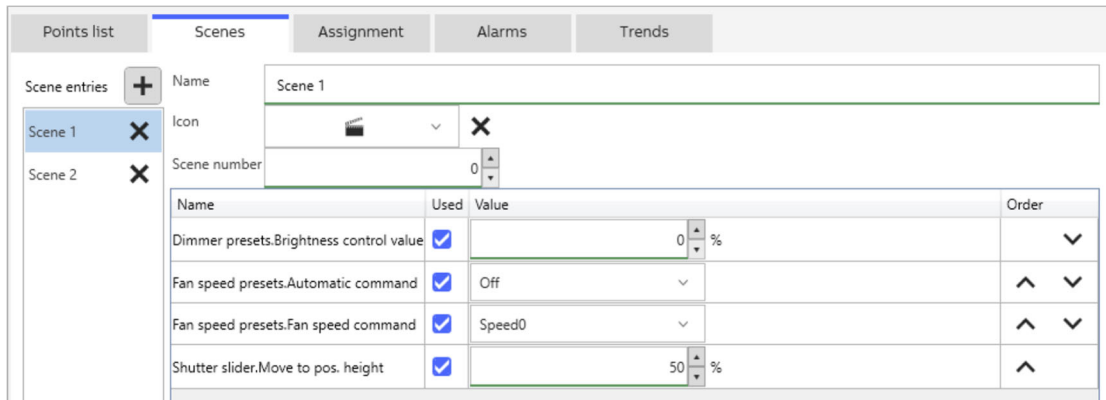 Points list Scenes Assignment Alarms Trends
Scene entries
Scene 1
Scene 2
Name Scene 1
Icon
Scene number 0
Name Used Value Order
Dimmer presets.Brightness control value 0 %
Fan speed presets.Automatic command Off
Fan speed presets.Fan speed command Speed0
Shutter slider.Move to pos. height 50 %